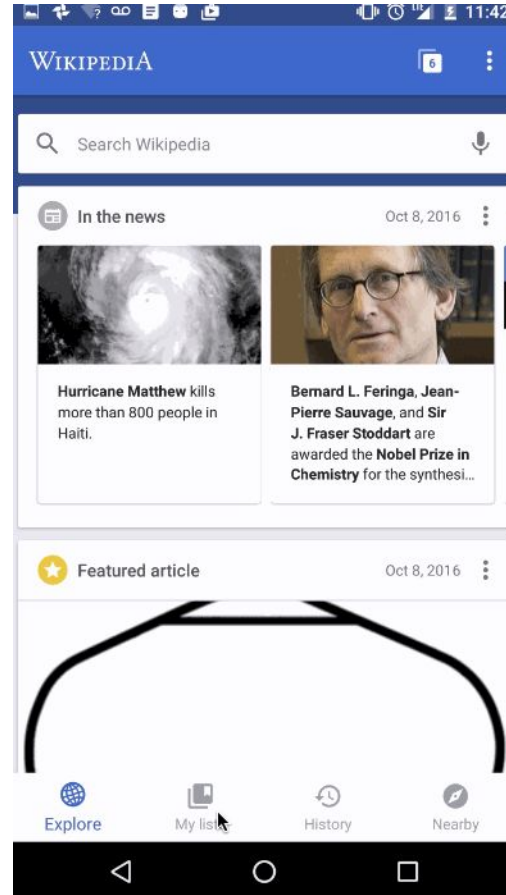 11:42
WIKIPEDIA
6
Search Wikipedia
In the news
Oct 8, 2016
Hurricane Matthew kills
more than 800 people in
Haiti.
Bernard L. Feringa, Jean-
Pierre Sauvage, and Sir
J. Fraser Stoddart are
awarded the Nobel Prize in
Chemistry for the synthesi...
Featured article
Oct 8, 2016
Explore
My lists
History
Nearby